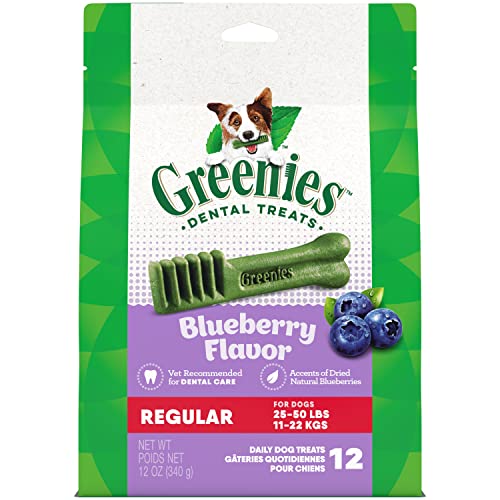 Greenies™
DENTAL TREATS
Greenies
Blueberry
Flavor
Vet Recommended
for DENTAL CARE
Accents of Dried
Natural Blueberries
REGULAR
FOR DOGS
25-50 LBS
11-22 KGS
NET WT
POIDS NET
12 OZ (340 g)
DAILY DOG TREATS
GÂTERIES QUOTIDIENNES
POUR CHIENS
12